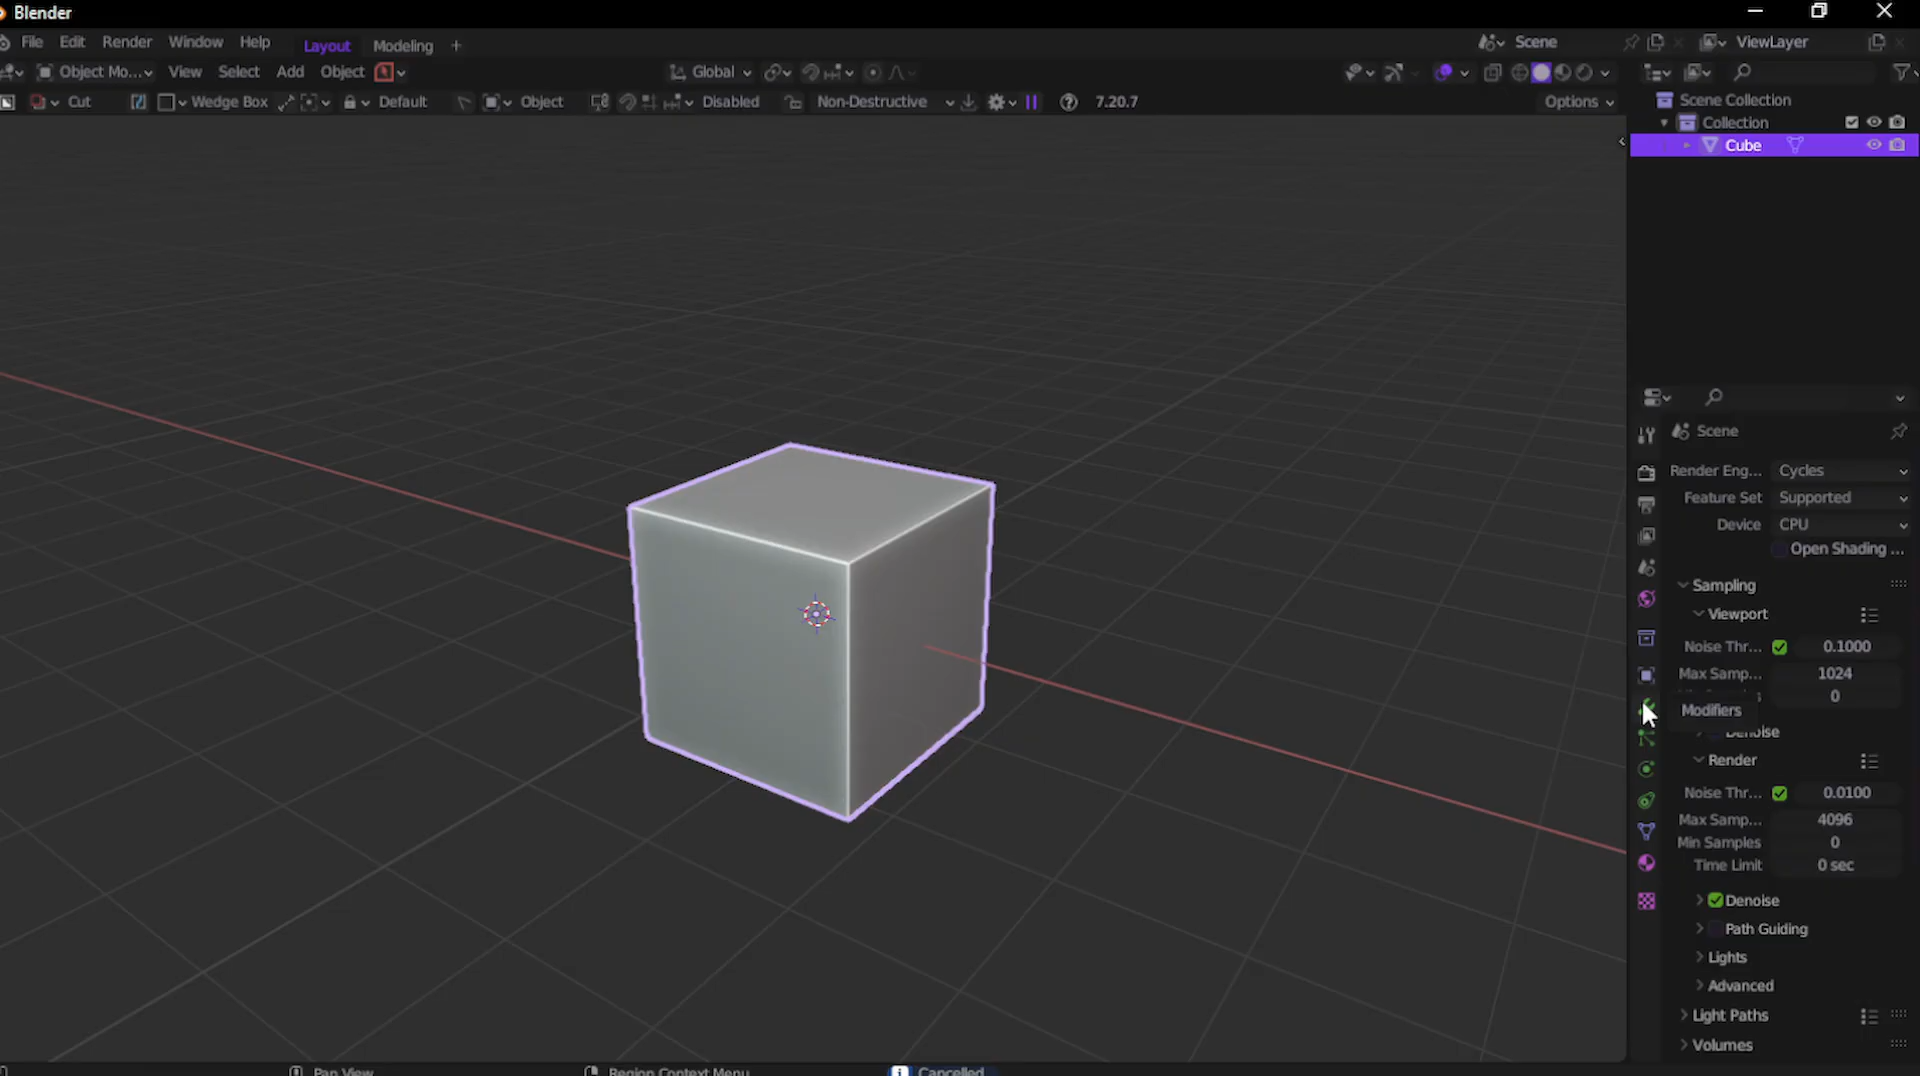 Blender
File Edit Render Window Help Layout Modeling + Scene ViewLayer
Object Mo... View Select Add Object Global
Cut Wedge Box Default Object Disabled Non-Destructive 7.20.7 Options
Scene Collection
Collection
Cube
Scene
Render Eng... Cycles
Feature Set Supported
Device CPU
Open Shading ...
Sampling
Viewport
Noise Thr... 0.1000
Max Samp... 1024
0
Modifiers
Denoise
Render
Noise Thr... 0.0100
Max Samp... 4096
Min Samples 0
Time Limit 0 sec
Denoise
Path Guiding
Lights
Advanced
Light Paths
Volumes
Pan View Region Context Menu Cancelled